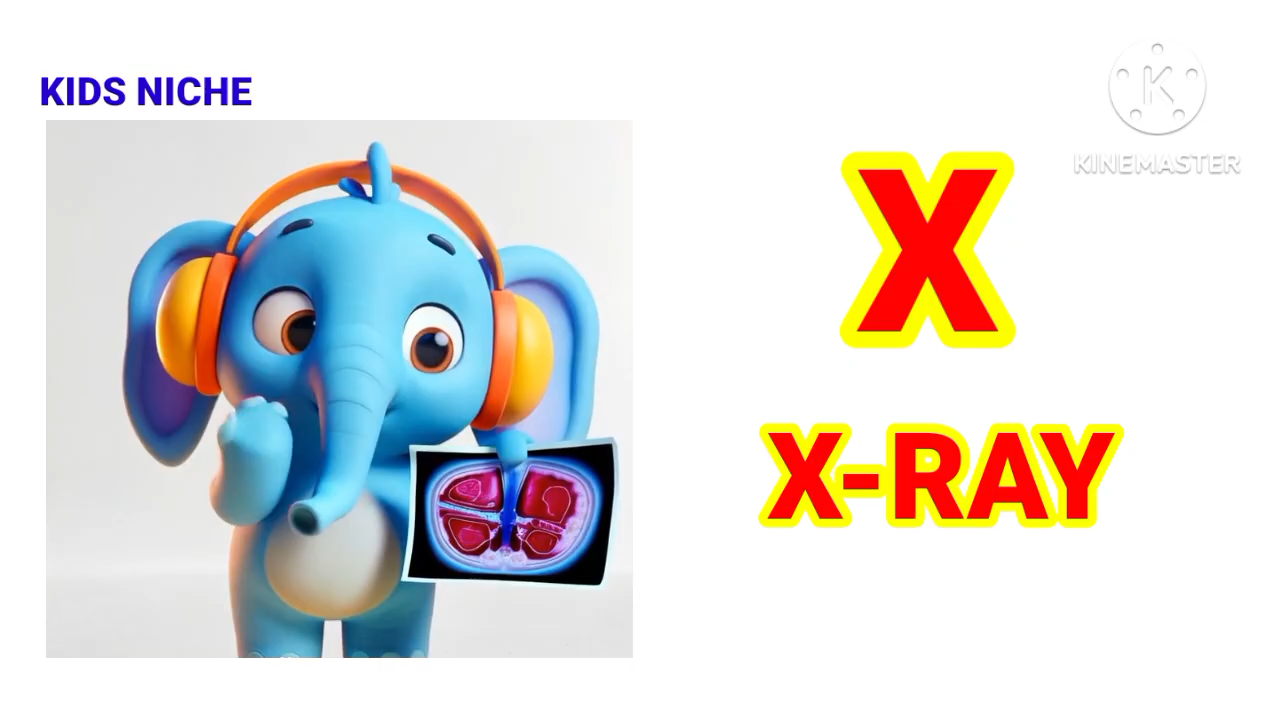 KIDS NICHE
K
KINEMASTER
X
X-RAY